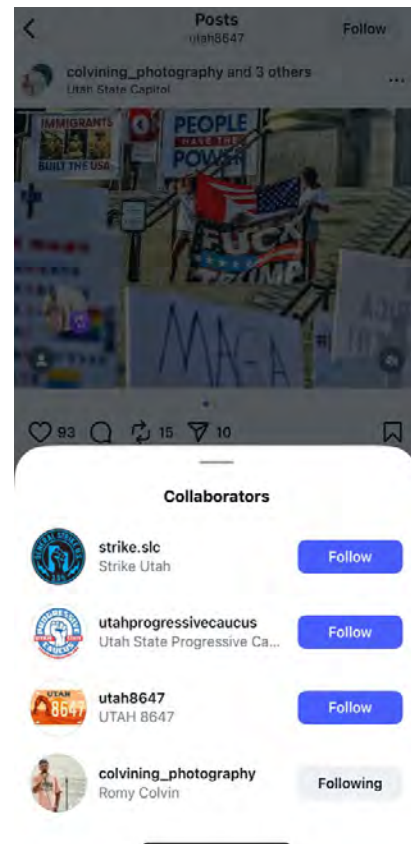 Posts
utah8647
Follow
colvining_photography and 3 others
Utah State Capitol
IMMIGRANTS
BUILT THE USA
PEOPLE
HAVE THE
POWER
FUCK
TRUMP
MAGA
93
15
10
Collaborators
strike.slc
Strike Utah
Follow
utahprogressivecaucus
Utah State Progressive Ca...
Follow
UTAH
8647
utah8647
UTAH 8647
Follow
colvining_photography
Romy Colvin
Following